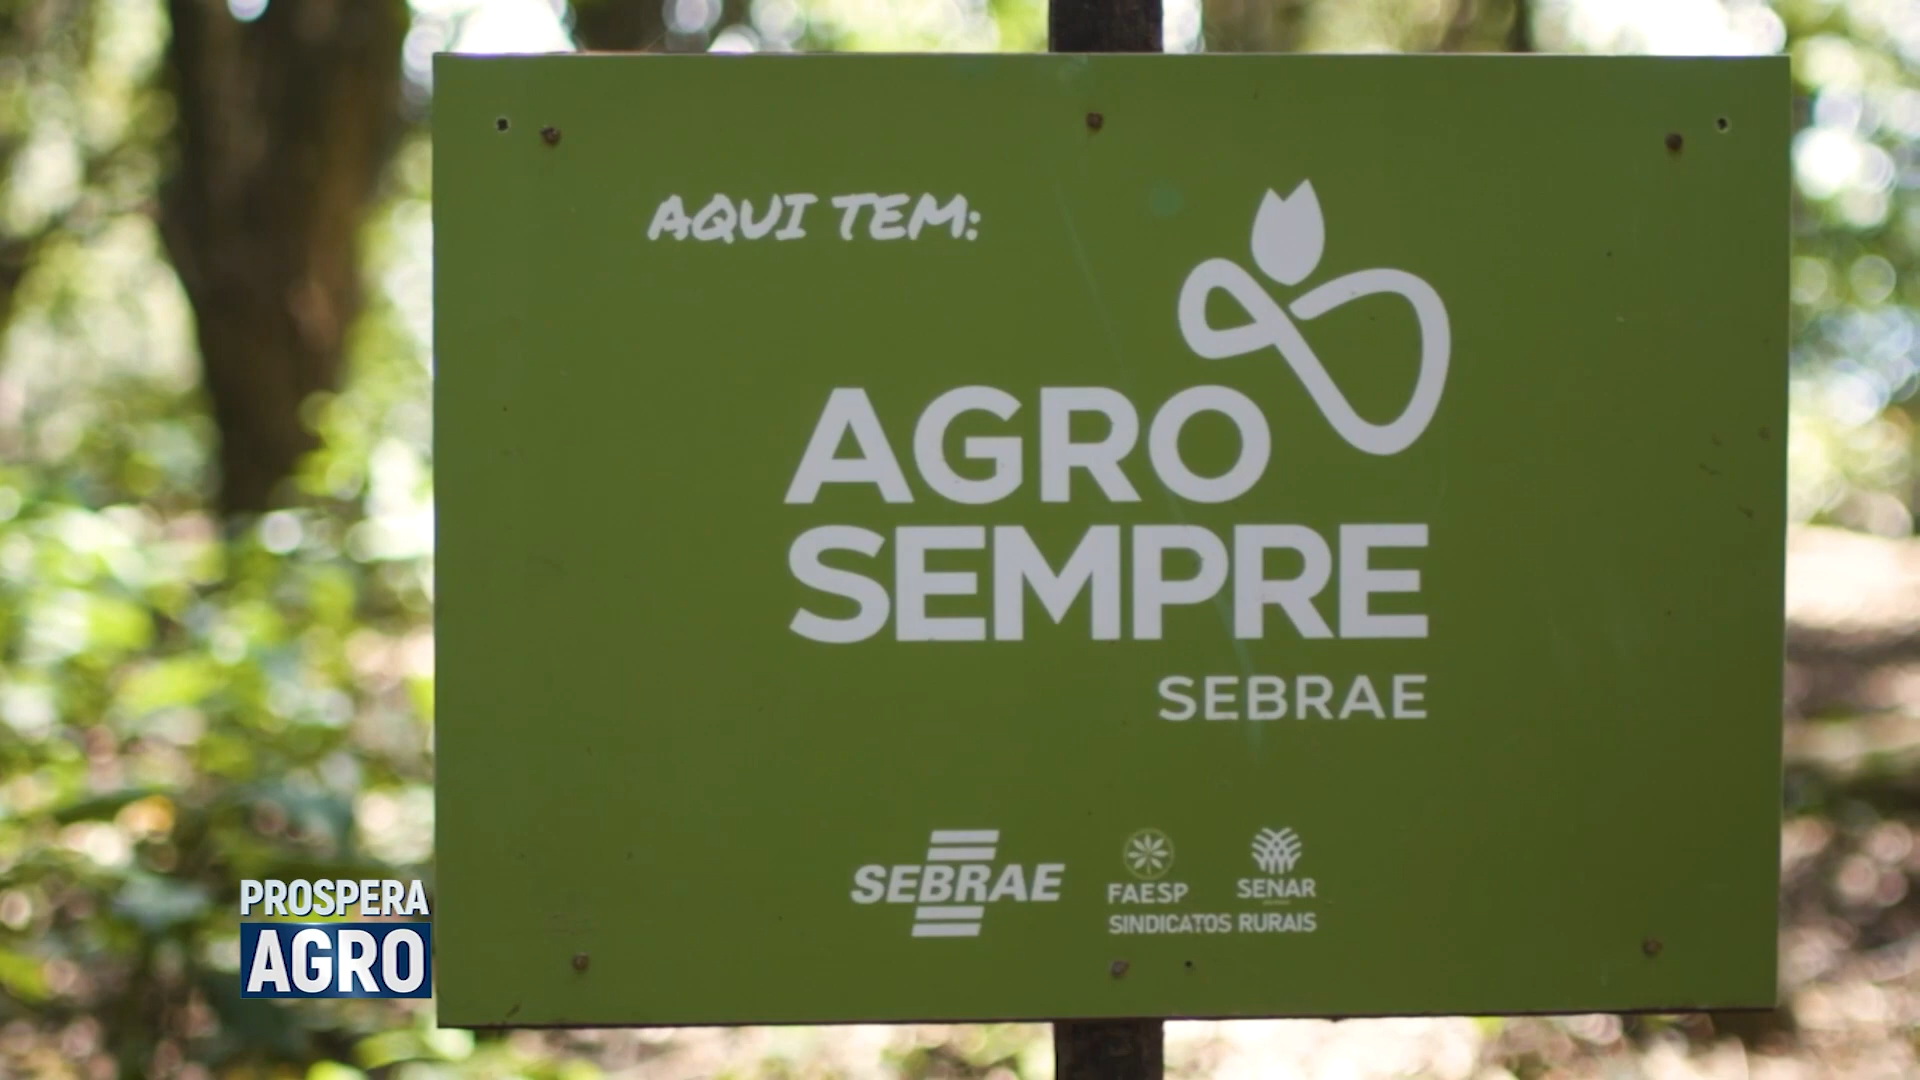 AQUI TEM:
AGRO
SEMPRE
SEBRAE
SEBRAE
FAESP SENAR
SINDICATOS RURAIS
PROSPERA
AGRO